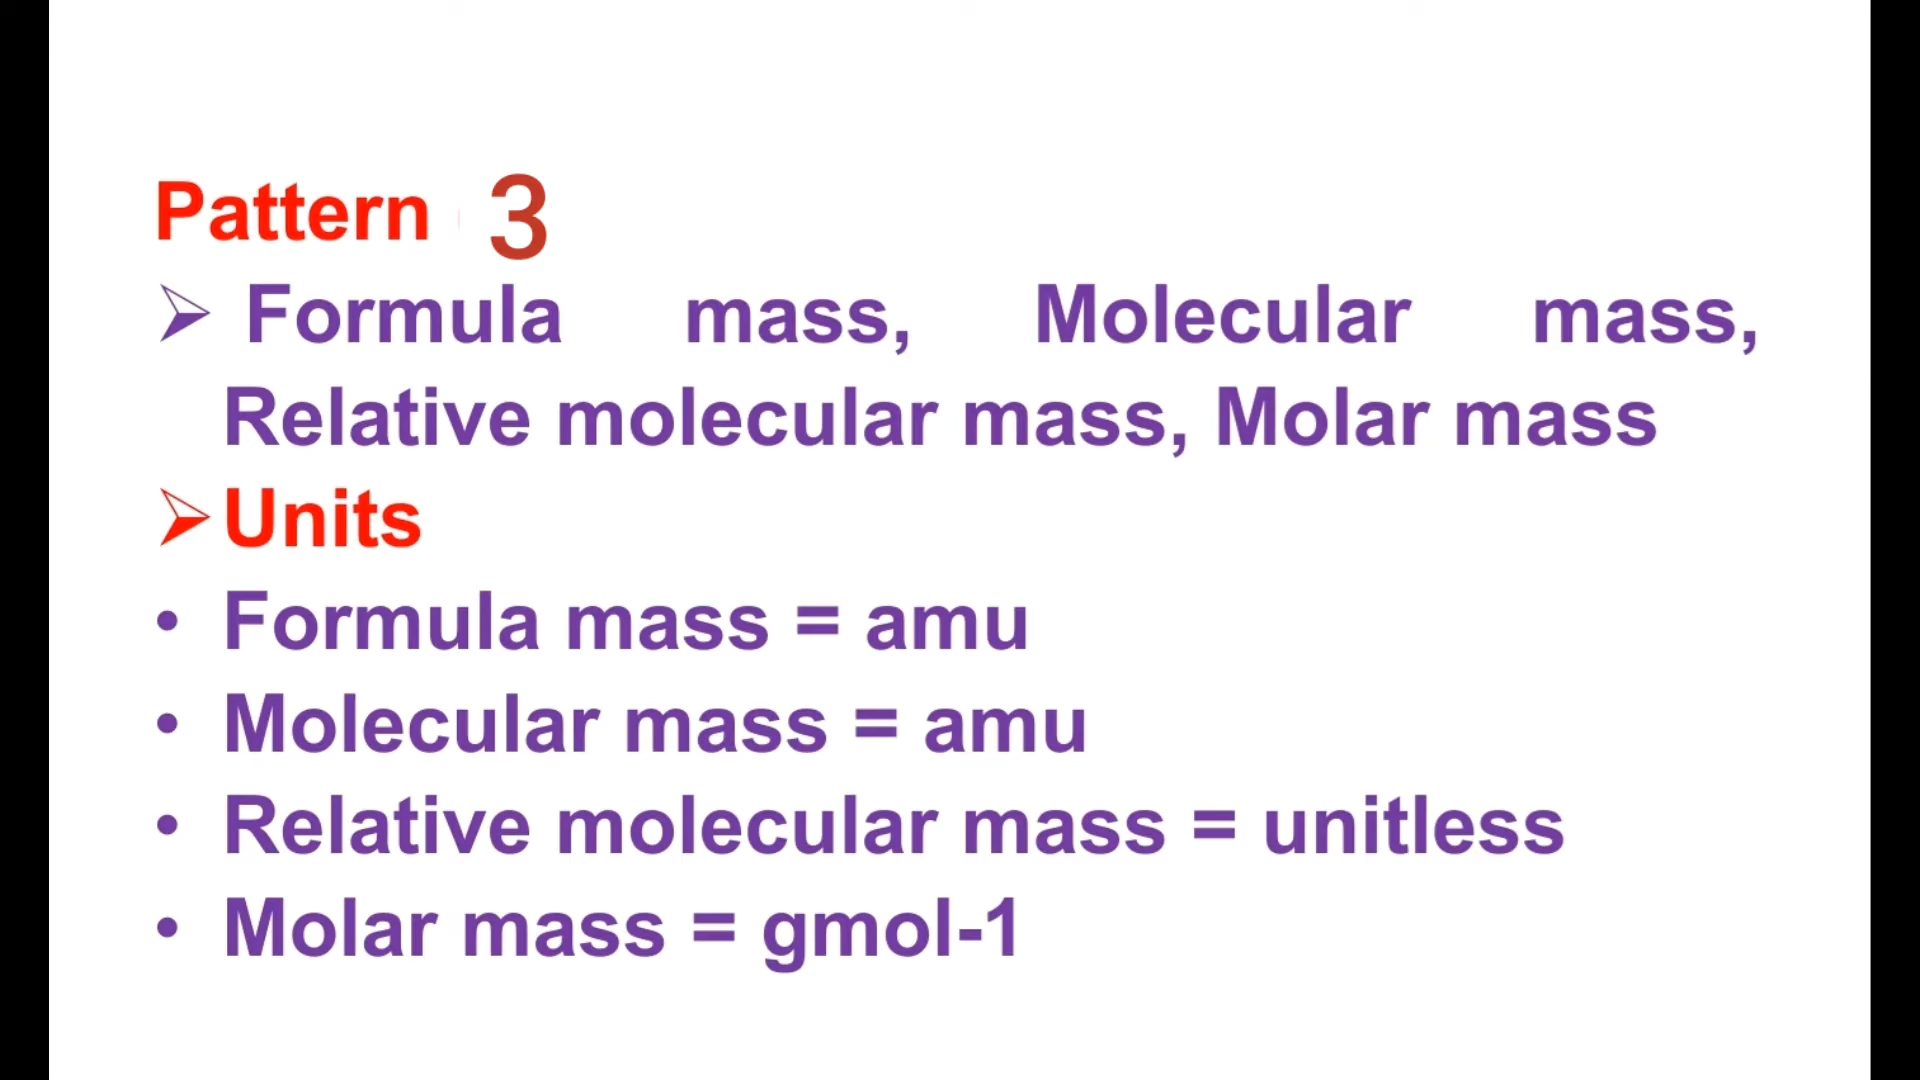 Pattern 3
➢ Formula mass, Molecular mass,
Relative molecular mass, Molar mass
➢ Units
• Formula mass = amu
• Molecular mass = amu
• Relative molecular mass = unitless
• Molar mass = gmol-1